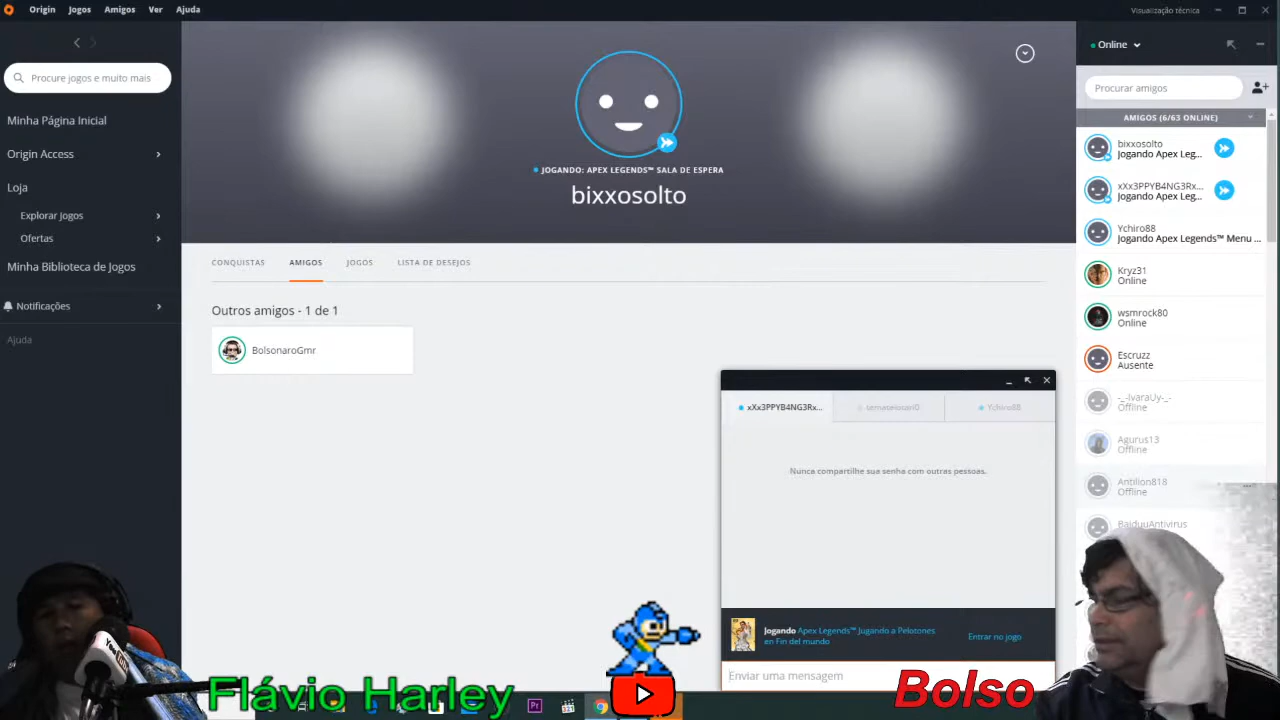 Origin Jogos Amigos Ver Ajuda
Visualização técnica
Procure jogos e muito mais
Minha Página Inicial
Origin Access
Loja
Explorar Jogos
Ofertas
Minha Biblioteca de Jogos
Notificações
Ajuda
JOGANDO: APEX LEGENDS™ SALA DE ESPERA
bixxosolto
CONQUISTAS AMIGOS JOGOS LISTA DE DESEJOS
Outros amigos - 1 de 1
BolsonaroGmr
Online
Procurar amigos
AMIGOS (6/63 ONLINE)
bixxosolto
Jogando Apex Leg...
xXx3PPYB4NG3Rx...
Jogando Apex Leg...
Ychiro88
Jogando Apex Legends™ Menu ...
Kryz31
Online
wsmrock80
Online
Escruzz
Ausente
-_-IvaraUy-_-
Offline
Agurus13
Offline
Antilion818
Offline
BaiduuAntivirus
xXx3PPYB4NG3Rx... Ychiro88
Nunca compartilhe sua senha com outras pessoas.
Jogando Apex Legends™ Jugando a Pelotones
en Fin del mundo
Entrar no jogo
Enviar uma mensagem
Flávio Harley
Bolso
Pr
YouTube